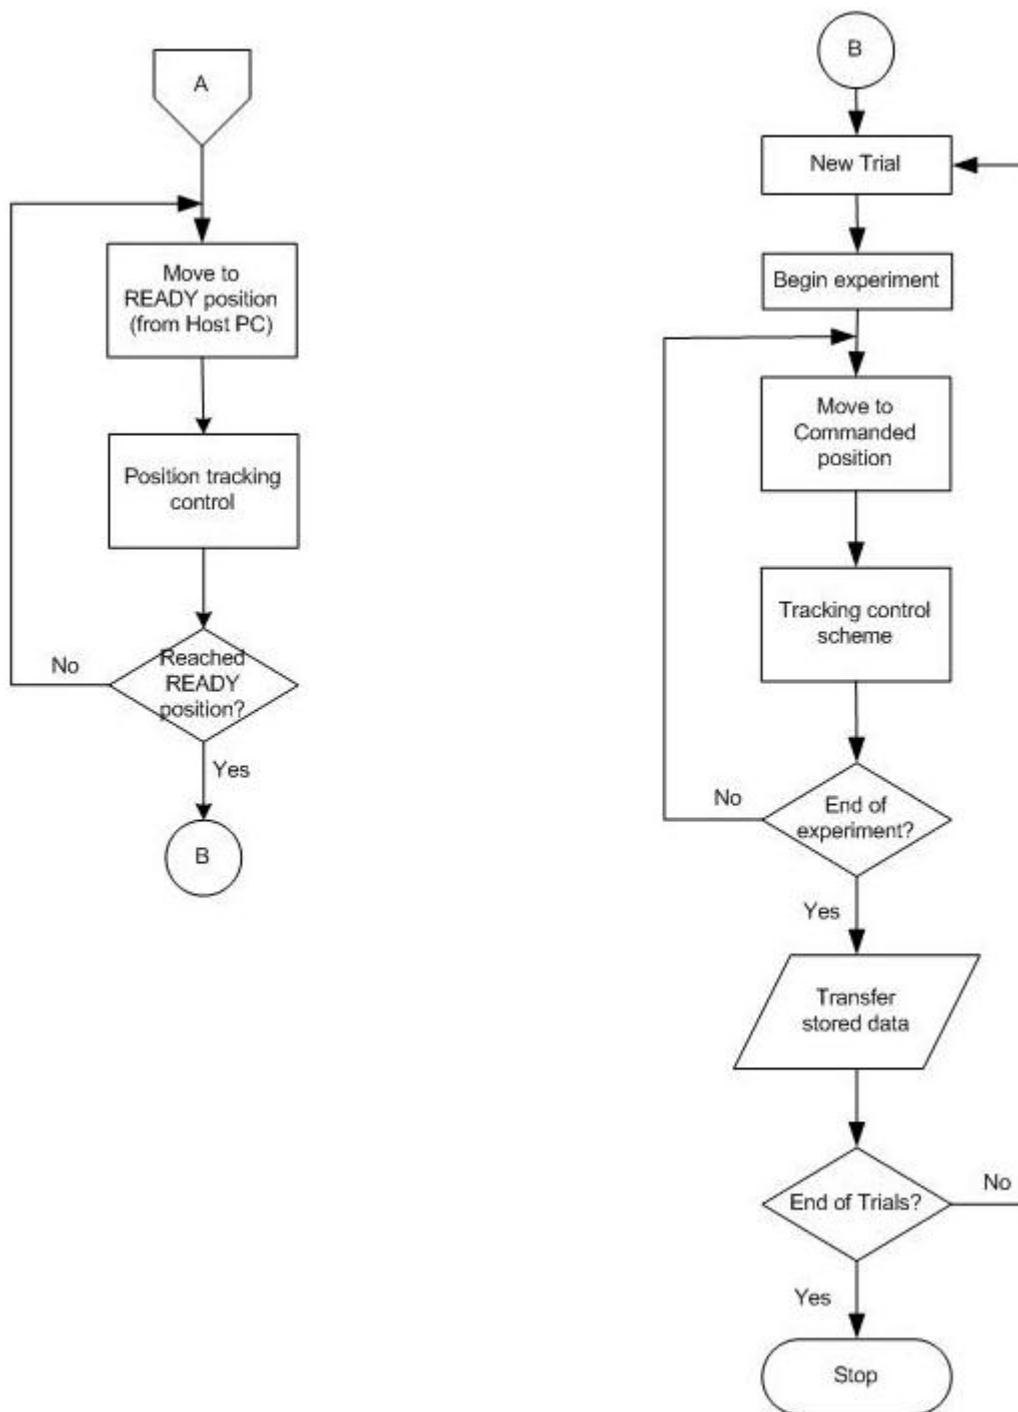 A
Move to
READY position
(from Host PC)
Position tracking
control
Reached
READY
position?
No
Yes
B
B
New Trial
Begin experiment
Move to
Commanded
position
Tracking control
scheme
End of
experiment?
No
Yes
Transfer
stored data
End of Trials?
No
Yes
Stop